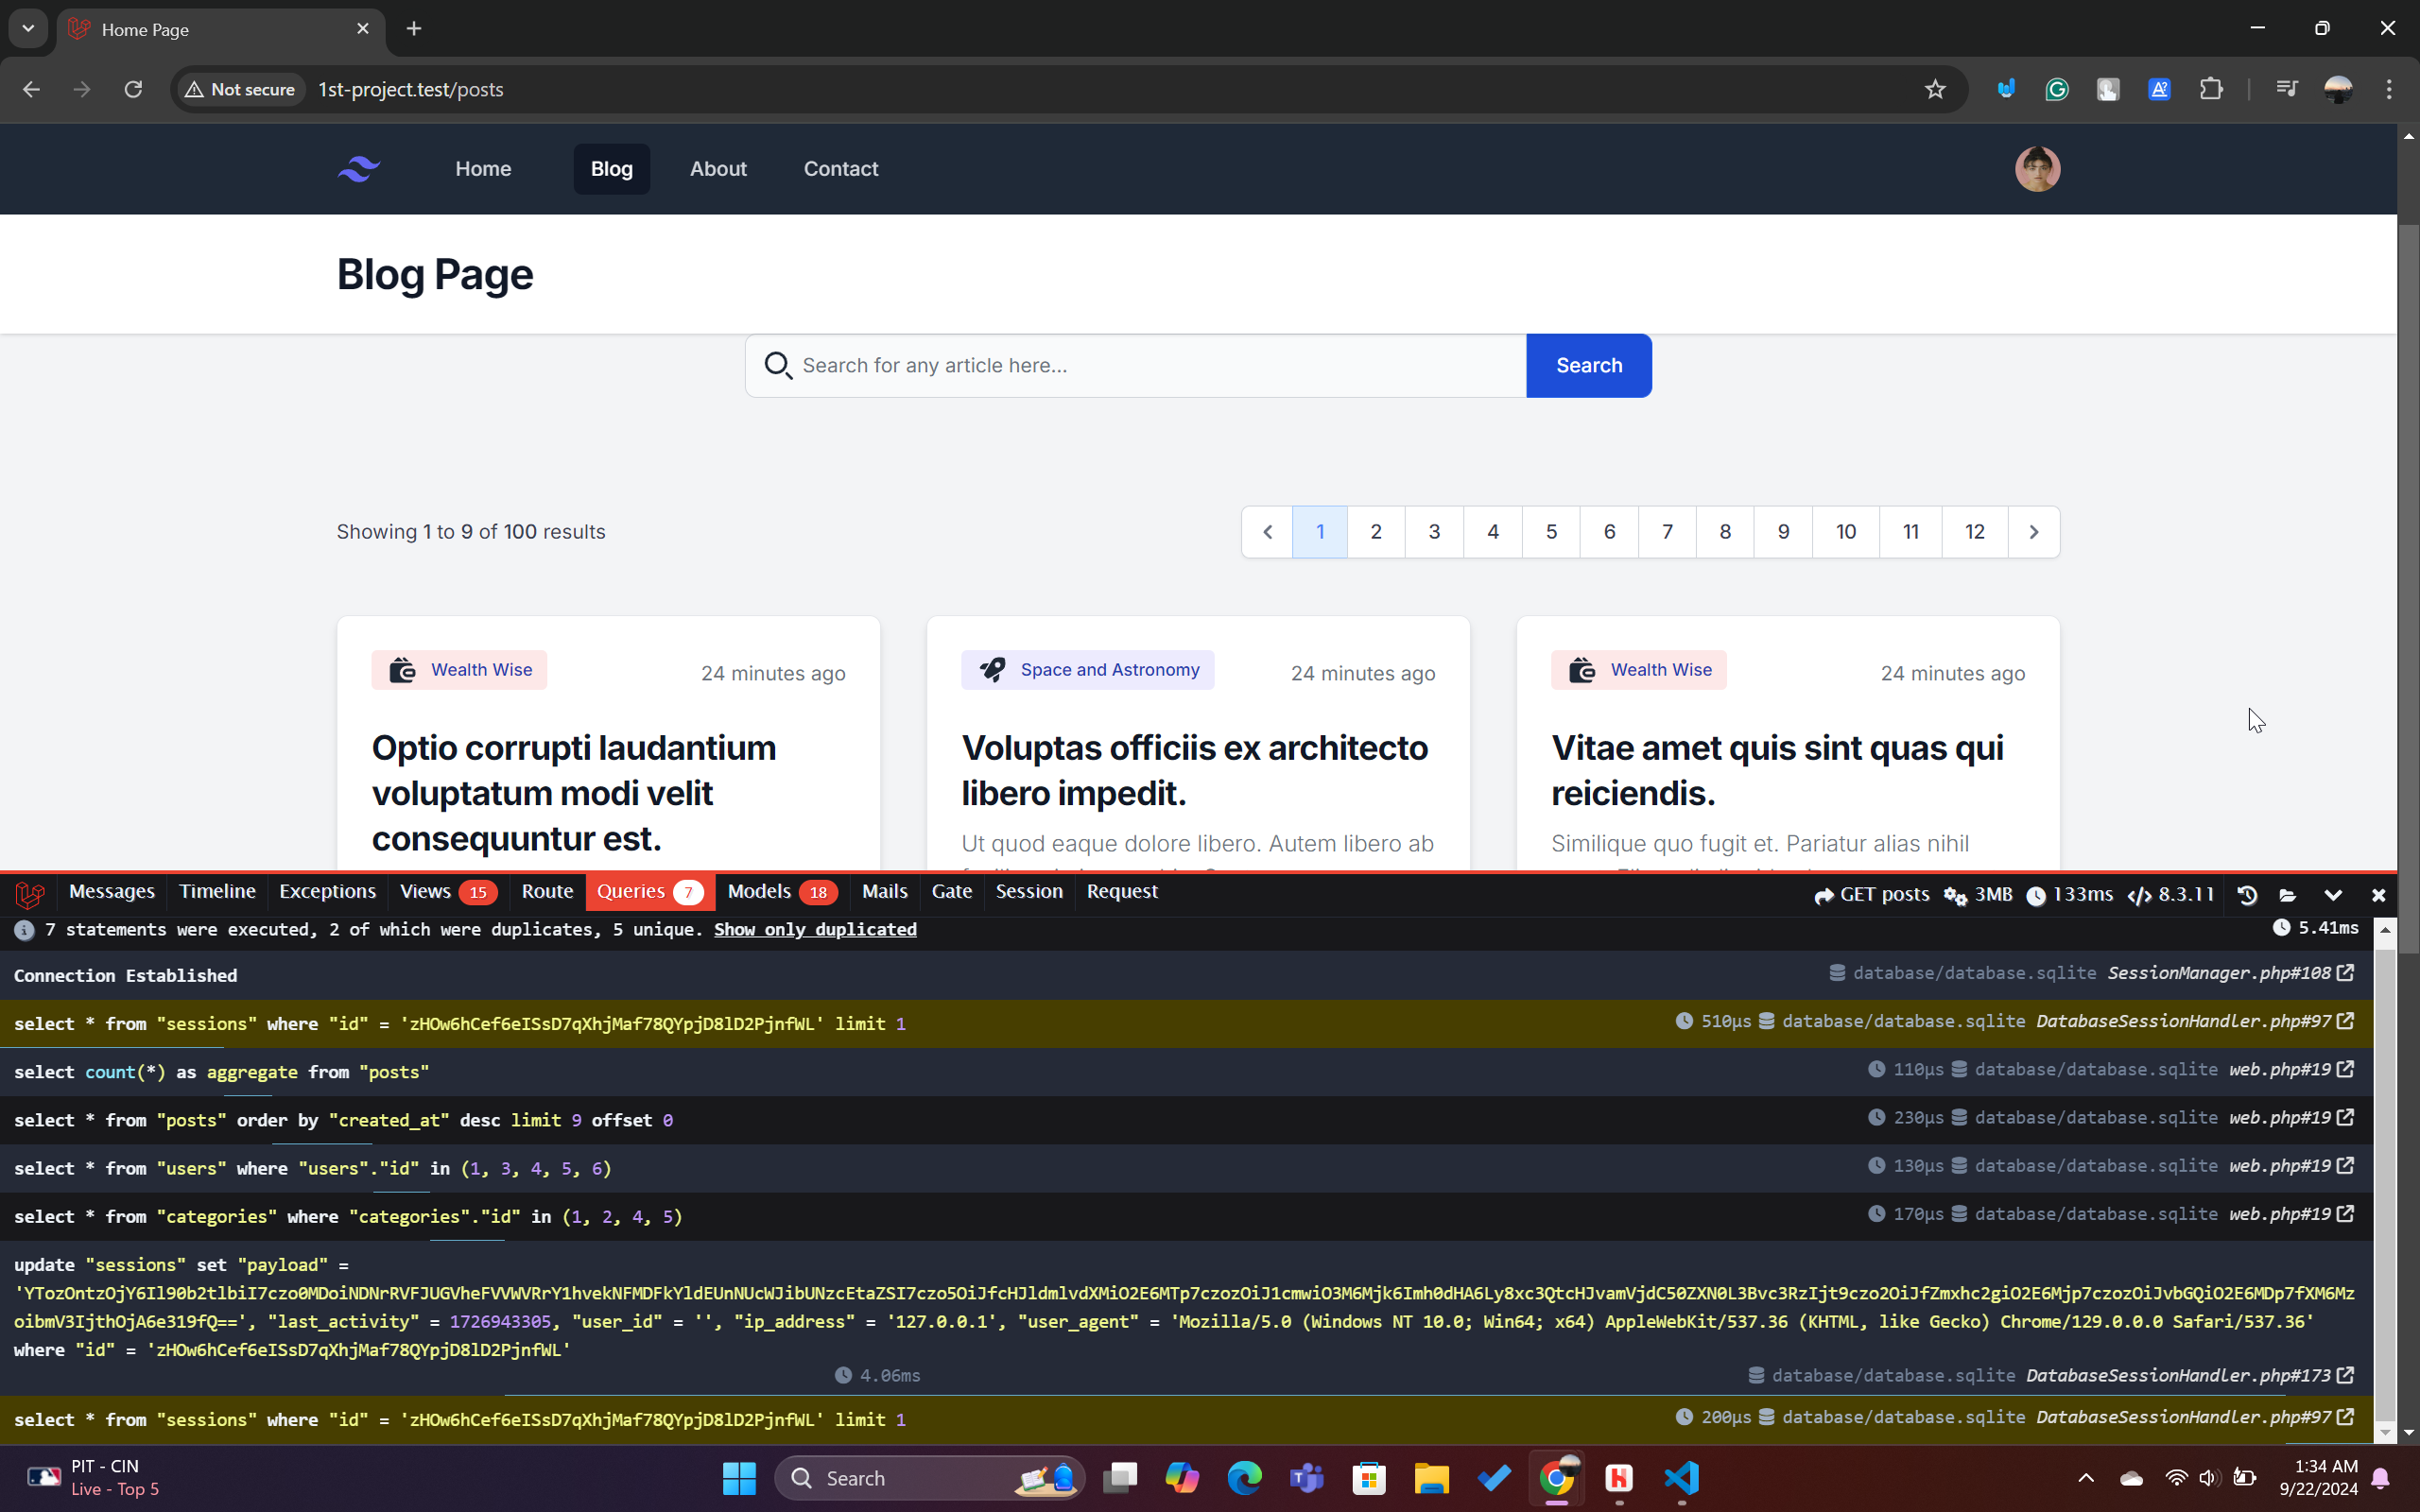 Home Page
Not secure
1st-project.test/posts
Home
Blog
About
Contact
Blog Page
Search for any article here...
Search
Showing 1 to 9 of 100 results
1 2 3 4 5 6 7 8 9 10 11 12
Wealth Wise
24 minutes ago
Optio corrupti laudantium
voluptatum modi velit
consequuntur est.
Space and Astronomy
24 minutes ago
Voluptas officiis ex architecto
libero impedit.
Ut quod eaque dolore libero. Autem libero ab
Wealth Wise
24 minutes ago
Vitae amet quis sint quas qui
reiciendis.
Similique quo fugit et. Pariatur alias nihil
Messages Timeline Exceptions Views 15 Route Queries 7 Models 18 Mails Gate Session Request
GET posts 3MB 133ms 8.3.11
7 statements were executed, 2 of which were duplicates, 5 unique. Show only duplicated
5.41ms
Connection Established
database/database.sqlite SessionManager.php#108
select * from "sessions" where "id" = 'zHOw6hCef6eISsD7qXhjMaf78QYpjD8lD2PjnfWL' limit 1
510μs database/database.sqlite DatabaseSessionHandler.php#97
select count(*) as aggregate from "posts"
110μs database/database.sqlite web.php#19
select * from "posts" order by "created_at" desc limit 9 offset 0
230μs database/database.sqlite web.php#19
select * from "users" where "users"."id" in (1, 3, 4, 5, 6)
130μs database/database.sqlite web.php#19
select * from "categories" where "categories"."id" in (1, 2, 4, 5)
170μs database/database.sqlite web.php#19
update "sessions" set "payload" =
'YTozOntzOjY6Il90b2tlbiI7czo0MDoiNDNrRVFJUGVheFVVWVRrY1hvekNFMDFkYldEUnNUcWJibUNzcEtaZSI7czo5OiJfcHJldmlvdXMiO2E6MTp7czozOiJ1cmwiO3M6Mjk6Imh0dHA6Ly8xc3QtcHJvamVjdC50ZXN0L3Bvc3RzIjt9czo2OiJfZmxhc2giO2E6Mjp7czozOiJvbGQiO2E6MDp7fXM6Mz
oibmV3IjthOjA6e319fQ==', "last_activity" = 1726943305, "user_id" = '', "ip_address" = '127.0.0.1', "user_agent" = 'Mozilla/5.0 (Windows NT 10.0; Win64; x64) AppleWebKit/537.36 (KHTML, like Gecko) Chrome/129.0.0.0 Safari/537.36'
where "id" = 'zHOw6hCef6eISsD7qXhjMaf78QYpjD8lD2PjnfWL'
4.06ms
database/database.sqlite DatabaseSessionHandler.php#173
select * from "sessions" where "id" = 'zHOw6hCef6eISsD7qXhjMaf78QYpjD8lD2PjnfWL' limit 1
200μs database/database.sqlite DatabaseSessionHandler.php#97
PIT - CIN
Live - Top 5
Search
1:34 AM
9/22/2024